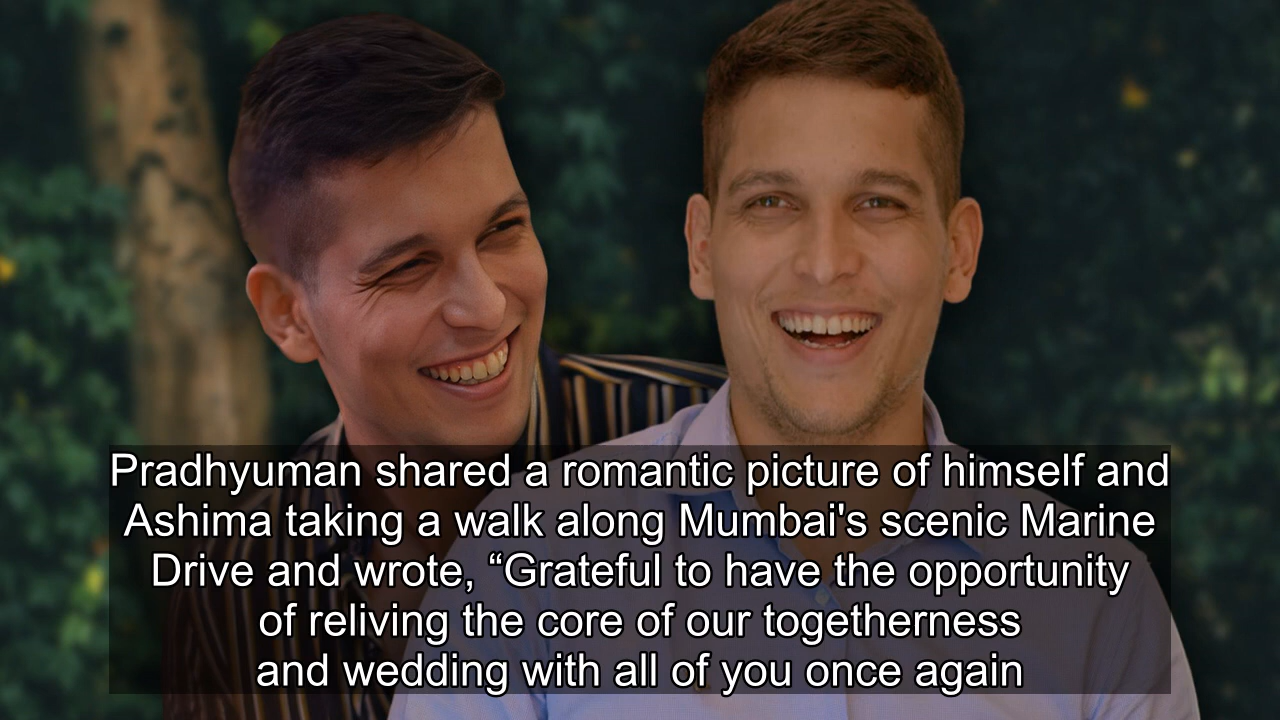 Pradhyuman shared a romantic picture of himself and
Ashima taking a walk along Mumbai's scenic Marine
Drive and wrote, “Grateful to have the opportunity
of reliving the core of our togetherness
and wedding with all of you once again